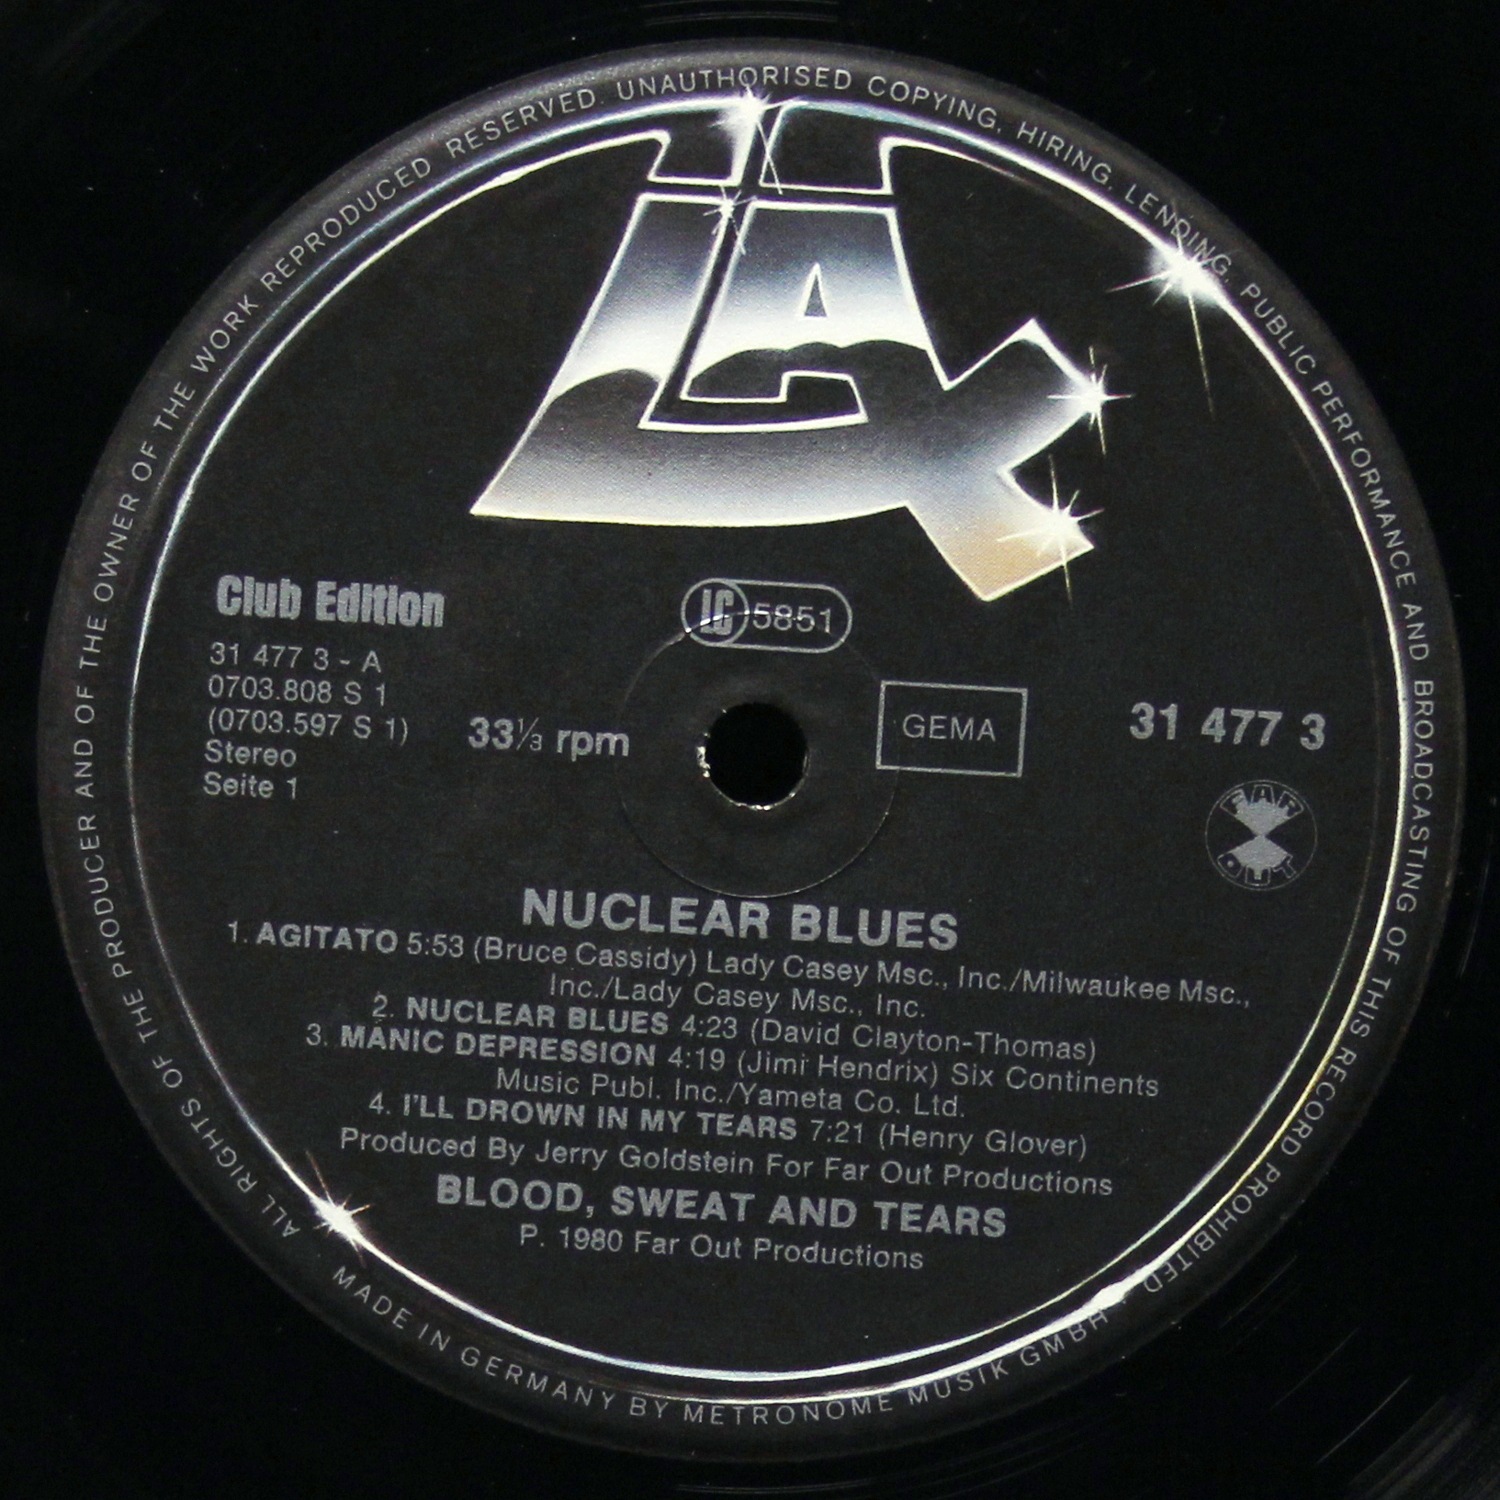 ALL RIGHTS OF THE PRODUCER AND OF THE OWNER OF THE WORK REPRODUCED RESERVED. UNAUTHORISED COPYING, HIRING, LENDING, PUBLIC PERFORMANCE AND BROADCASTING OF THIS RECORD PROHIBITED
LAX
Club Edition
31 477 3 - A
0703.808 S 1
(0703.597 S 1)
Stereo
Seite 1
33⅓ rpm
LC 5851
GEMA
31 477 3
FAR
OUT
NUCLEAR BLUES
1. AGITATO 5:53 (Bruce Cassidy) Lady Casey Msc., Inc./Milwaukee Msc.,
Inc./Lady Casey Msc., Inc.
2. NUCLEAR BLUES 4:23 (David Clayton-Thomas)
3. MANIC DEPRESSION 4:19 (Jimi Hendrix) Six Continents
Music Publ. Inc./Yameta Co. Ltd.
4. I'LL DROWN IN MY TEARS 7:21 (Henry Glover)
Produced By Jerry Goldstein For Far Out Productions
BLOOD, SWEAT AND TEARS
P. 1980 Far Out Productions
MADE IN GERMANY BY METRONOME MUSIK GMBH